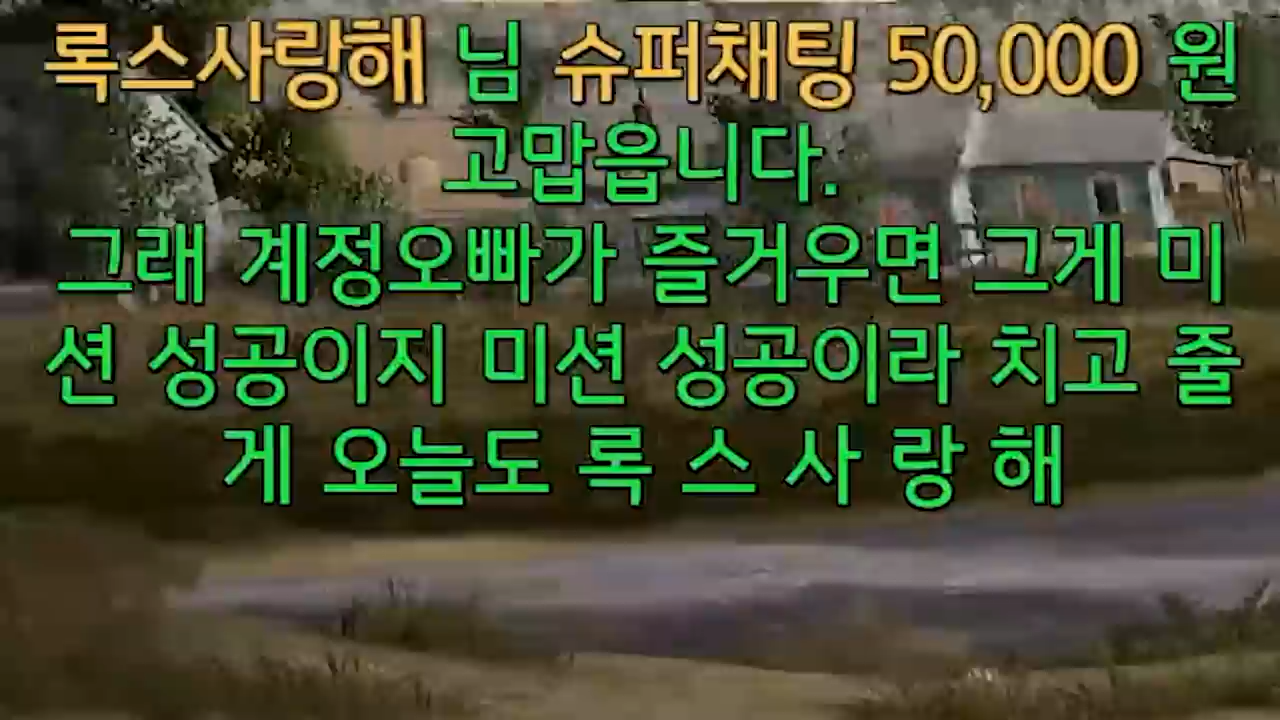 록스사랑해 님 슈퍼채팅 50,000 원
고맙읍니다.
그래 계정오빠가 즐거우면 그게 미
션 성공이지 미션 성공이라 치고 줄
게 오늘도 록 스 사 랑 해